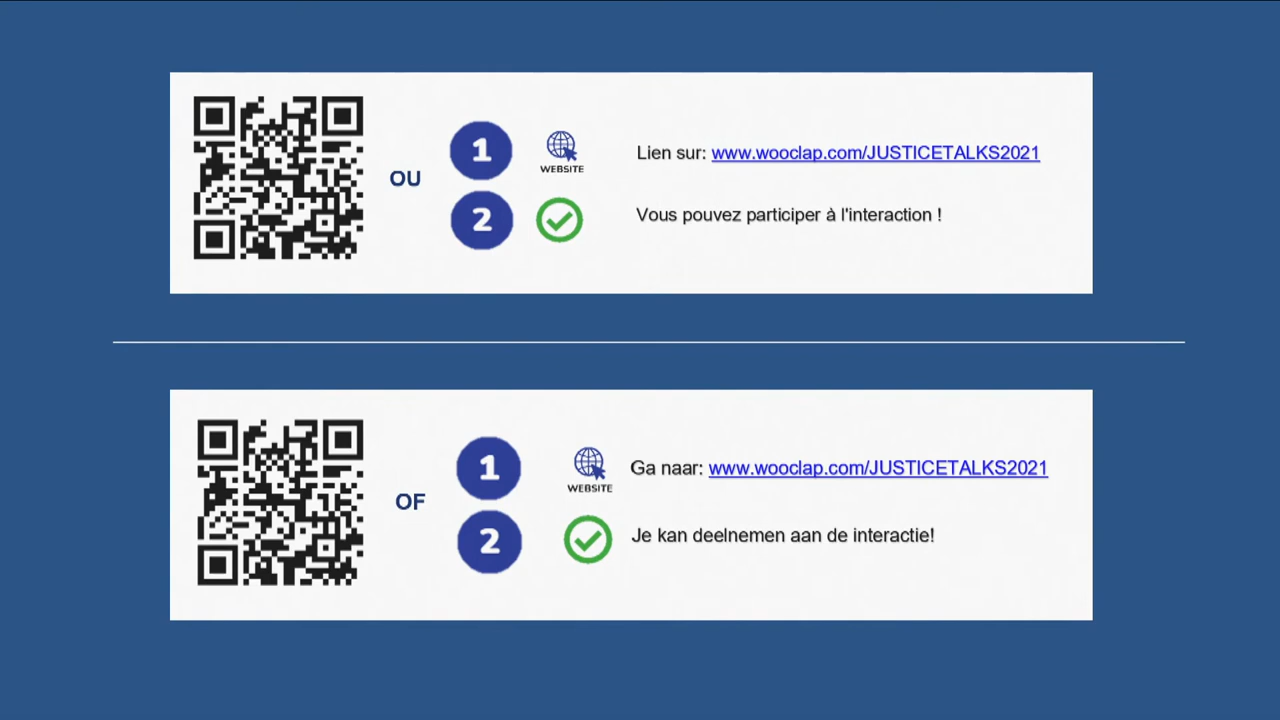 OU
1
WEBSITE
Lien sur: www.wooclap.com/JUSTICETALKS2021
2
Vous pouvez participer à l'interaction !
OF
1
WEBSITE
Ga naar: www.wooclap.com/JUSTICETALKS2021
2
Je kan deelnemen aan de interactie!